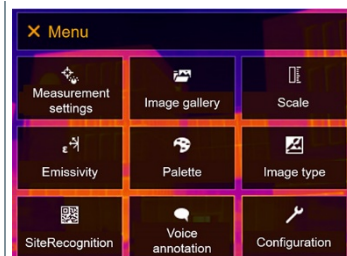 Menu
Measurement
settings
Image gallery
Scale
ε
Emissivity
Palette
Image type
SiteRecognition
Voice
annotation
Configuration